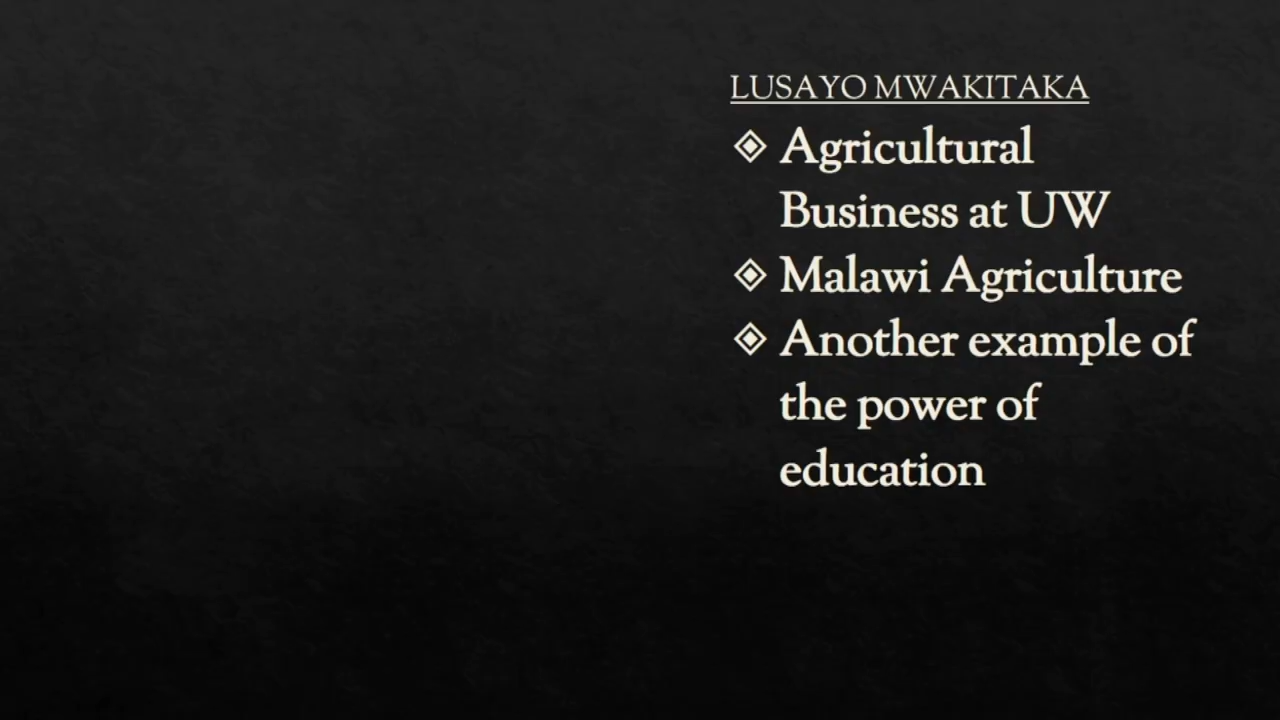 LUSAYO MWAKITAKA
Agricultural
Business at UW
Malawi Agriculture
Another example of
the power of
education